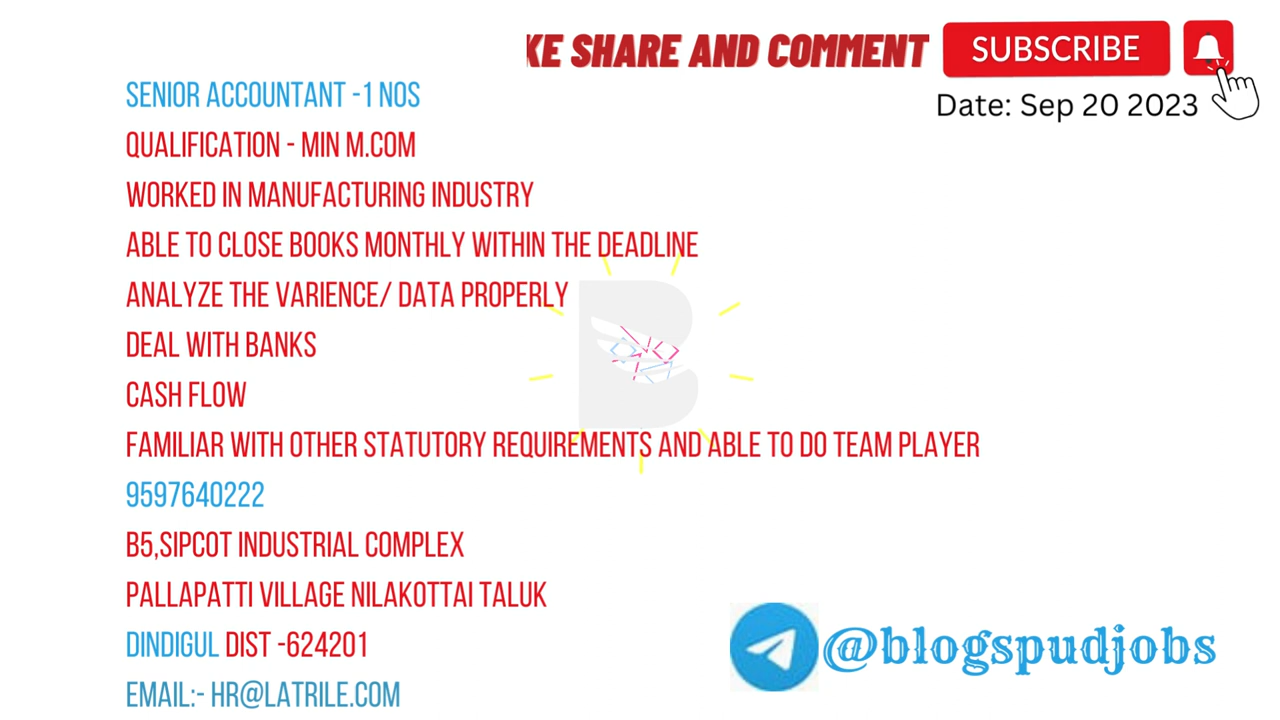 KE SHARE AND COMMENT
SUBSCRIBE
Date: Sep 20 2023
SENIOR ACCOUNTANT -1 NOS
QUALIFICATION - MIN M.COM
WORKED IN MANUFACTURING INDUSTRY
ABLE TO CLOSE BOOKS MONTHLY WITHIN THE DEADLINE
ANALYZE THE VARIENCE/ DATA PROPERLY
DEAL WITH BANKS
CASH FLOW
FAMILIAR WITH OTHER STATUTORY REQUIREMENTS AND ABLE TO DO TEAM PLAYER
9597640222
B5,SIPCOT INDUSTRIAL COMPLEX
PALLAPATTI VILLAGE NILAKOTTAI TALUK
DINDIGUL DIST -624201
EMAIL:- HR@LATRILE.COM
@blogspudjobs